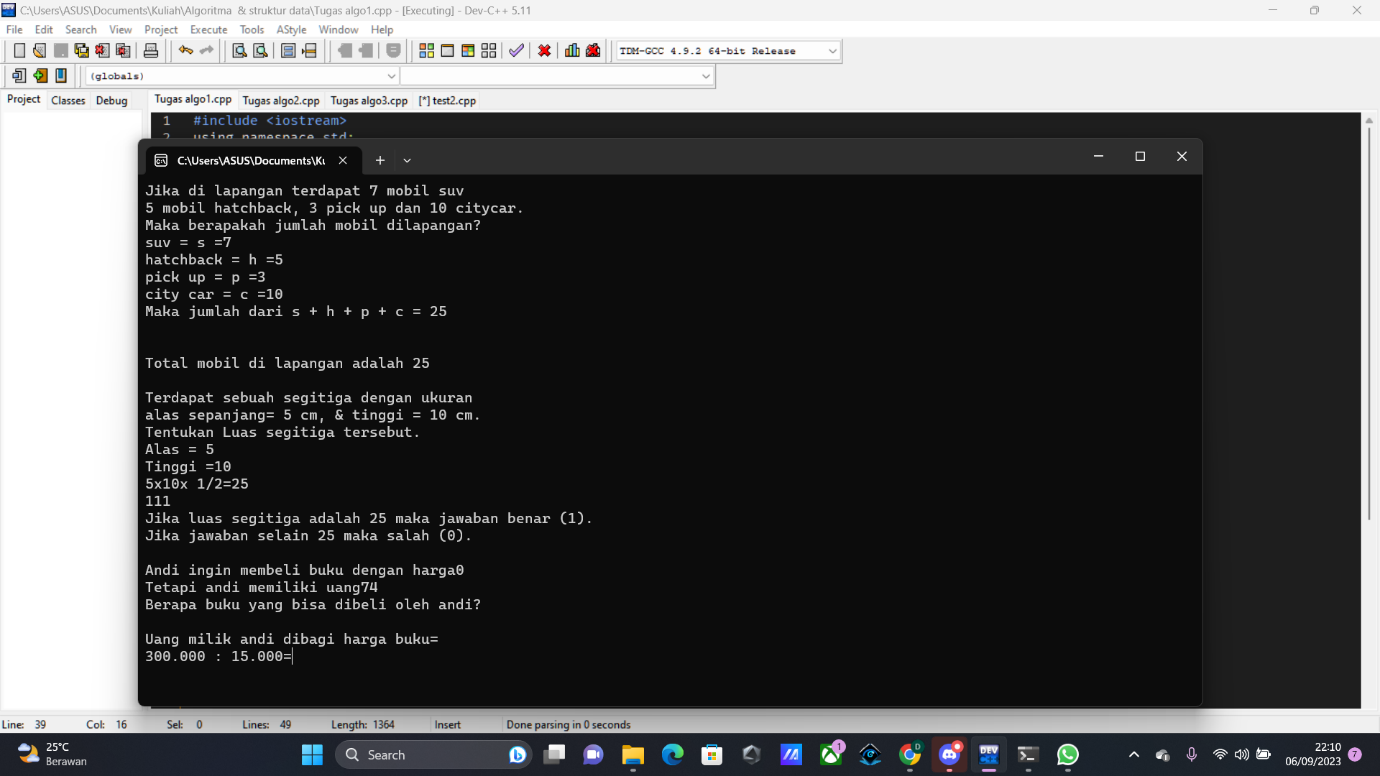 C:\Users\ASUS\Documents\Kuliah\Algoritma & struktur data\Tugas algo1.cpp - [Executing] - Dev-C++ 5.11
File Edit Search View Project Execute Tools AStyle Window Help
TDM-GCC 4.9.2 64-bit Release
(globals)
Project Classes Debug Tugas algo1.cpp Tugas algo2.cpp Tugas algo3.cpp [*] test2.cpp
1 #include <iostream>
2 using namespace std;
C:\Users\ASUS\Documents\Ku
Jika di lapangan terdapat 7 mobil suv
5 mobil hatchback, 3 pick up dan 10 citycar.
Maka berapakah jumlah mobil dilapangan?
suv = s =7
hatchback = h =5
pick up = p =3
city car = c =10
Maka jumlah dari s + h + p + c = 25
Total mobil di lapangan adalah 25
Terdapat sebuah segitiga dengan ukuran
alas sepanjang= 5 cm, & tinggi = 10 cm.
Tentukan Luas segitiga tersebut.
Alas = 5
Tinggi =10
5x10x 1/2=25
111
Jika luas segitiga adalah 25 maka jawaban benar (1).
Jika jawaban selain 25 maka salah (0).
Andi ingin membeli buku dengan harga0
Tetapi andi memiliki uang74
Berapa buku yang bisa dibeli oleh andi?
Uang milik andi dibagi harga buku=
300.000 : 15.000=
Line: 39 Col: 16 Sel: 0 Lines: 49 Length: 1364 Insert Done parsing in 0 seconds
25°C
Berawan
Search
1
D
DEV
22:10
06/09/2023
7